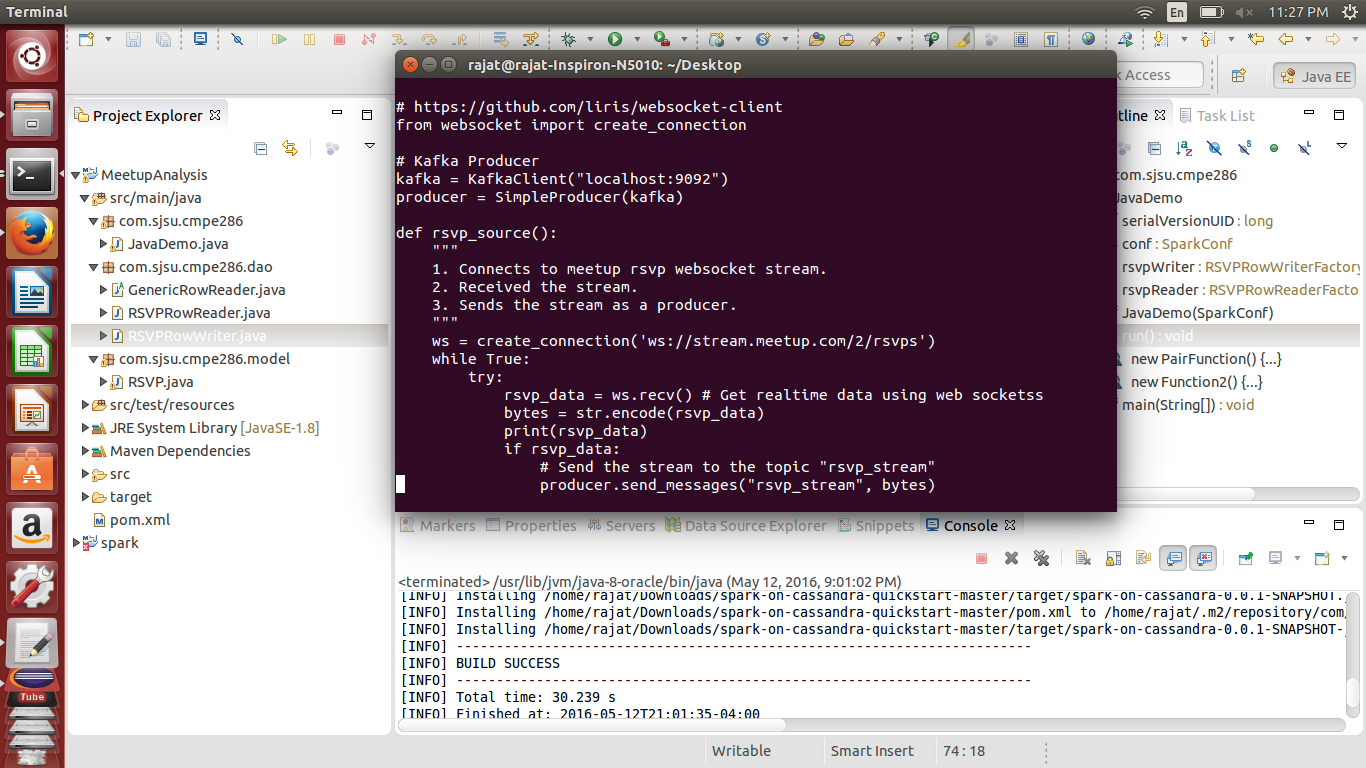 Terminal
En
11:27 PM
k Access
Java EE
rajat@rajat-Inspiron-N5010: ~/Desktop
# https://github.com/liris/websocket-client
from websocket import create_connection
# Kafka Producer
kafka = KafkaClient("localhost:9092")
producer = SimpleProducer(kafka)
def rsvp_source():
"""
1. Connects to meetup rsvp websocket stream.
2. Received the stream.
3. Sends the stream as a producer.
"""
ws = create_connection('ws://stream.meetup.com/2/rsvps')
while True:
try:
rsvp_data = ws.recv() # Get realtime data using web socketss
bytes = str.encode(rsvp_data)
print(rsvp_data)
if rsvp_data:
# Send the stream to the topic "rsvp_stream"
producer.send_messages("rsvp_stream", bytes)
Project Explorer
MeetupAnalysis
src/main/java
com.sjsu.cmpe286
JavaDemo.java
com.sjsu.cmpe286.dao
GenericRowReader.java
RSVPRowReader.java
RSVPRowWriter.java
com.sjsu.cmpe286.model
RSVP.java
src/test/resources
JRE System Library [JavaSE-1.8]
Maven Dependencies
src
target
pom.xml
spark
utline
Task List
om.sjsu.cmpe286
JavaDemo
serialVersionUID : long
conf : SparkConf
rsvpWriter : RSVPRowWriterFactory
rsvpReader : RSVPRowReaderFacto
JavaDemo(SparkConf)
run() : void
new PairFunction() {...}
new Function2() {...}
main(String[]) : void
Markers
Properties
Servers
Data Source Explorer
Snippets
Console
<terminated> /usr/lib/jvm/java-8-oracle/bin/java (May 12, 2016, 9:01:02 PM)
[INFO] Installing /home/rajat/Downloads/spark-on-cassandra-quickstart-master/target/spark-on-cassandra-0.0.1-SNAPSHOT.
[INFO] Installing /home/rajat/Downloads/spark-on-cassandra-quickstart-master/pom.xml to /home/rajat/.m2/repository/com
[INFO] Installing /home/rajat/Downloads/spark-on-cassandra-quickstart-master/target/spark-on-cassandra-0.0.1-SNAPSHOT-
[INFO] ------------------------------------------------------------------------
[INFO] BUILD SUCCESS
[INFO] ------------------------------------------------------------------------
[INFO] Total time: 30.239 s
[INFO] Finished at: 2016-05-12T21:01:35-04:00
Tube
Writable
Smart Insert
74 : 18